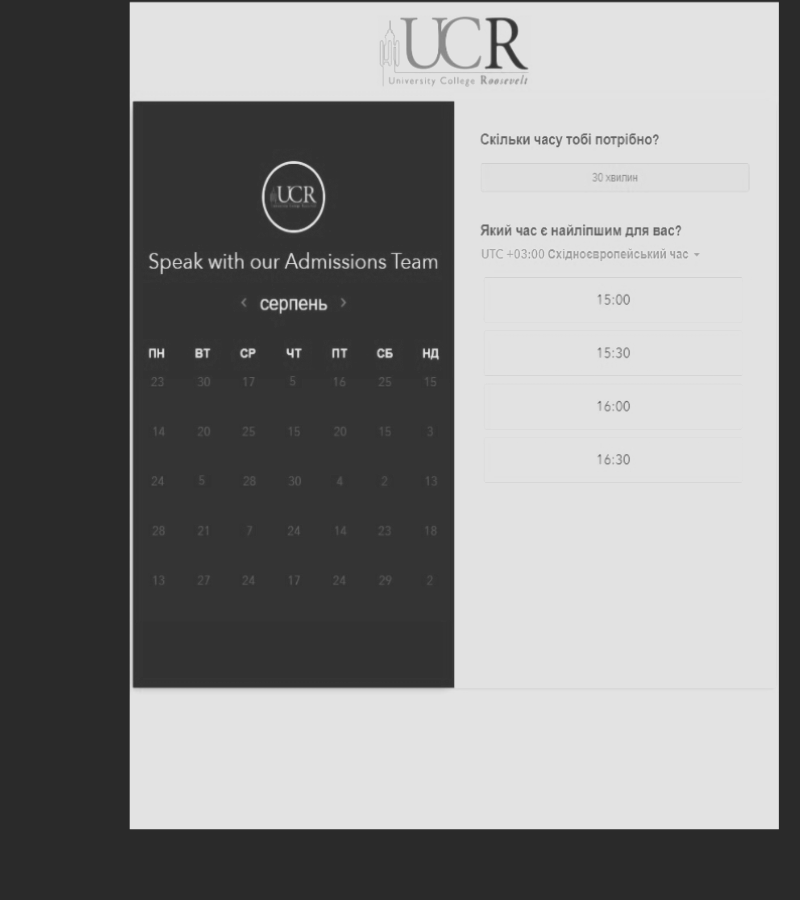 UCR
University College Roosevelt
UCR
Speak with our Admissions Team
‹ серпень ›
ПН ВТ СР ЧТ ПТ СБ НД
23 30 17 5 16 25 15
14 20 25 15 20 15 3
24 5 28 30 4 2 13
28 21 7 24 14 23 18
13 27 24 17 24 29 2
Скільки часу тобі потрібно?
30 хвилин
Який час є найліпшим для вас?
UTC +03:00 Східноєвропейський час
15:00
15:30
16:00
16:30